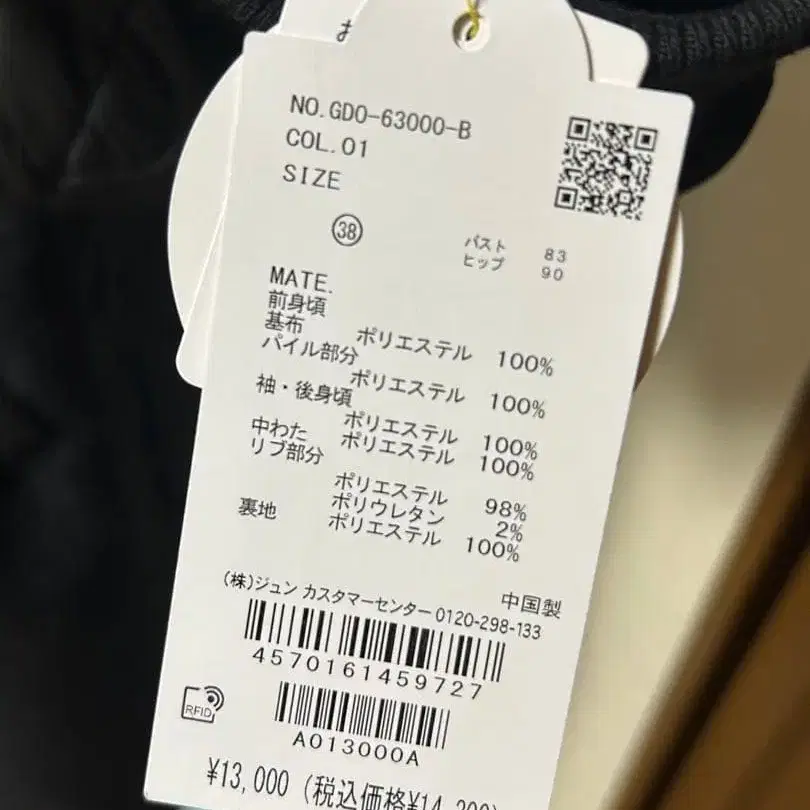 お
NO.GDO-63000-B
COL.01
SIZE
㊳
バスト 83
ヒップ 90
MATE.
前身頃
基布 ポリエステル 100%
パイル部分
ポリエステル 100%
袖・後身頃
ポリエステル 100%
中わた ポリエステル 100%
リブ部分
ポリエステル 98%
ポリウレタン 2%
裏地 ポリエステル 100%
中国製
(株)ジュン カスタマーセンター 0120-298-133
4570161459727
RFID
A013000A
¥13,000 (税込価格¥14,300)